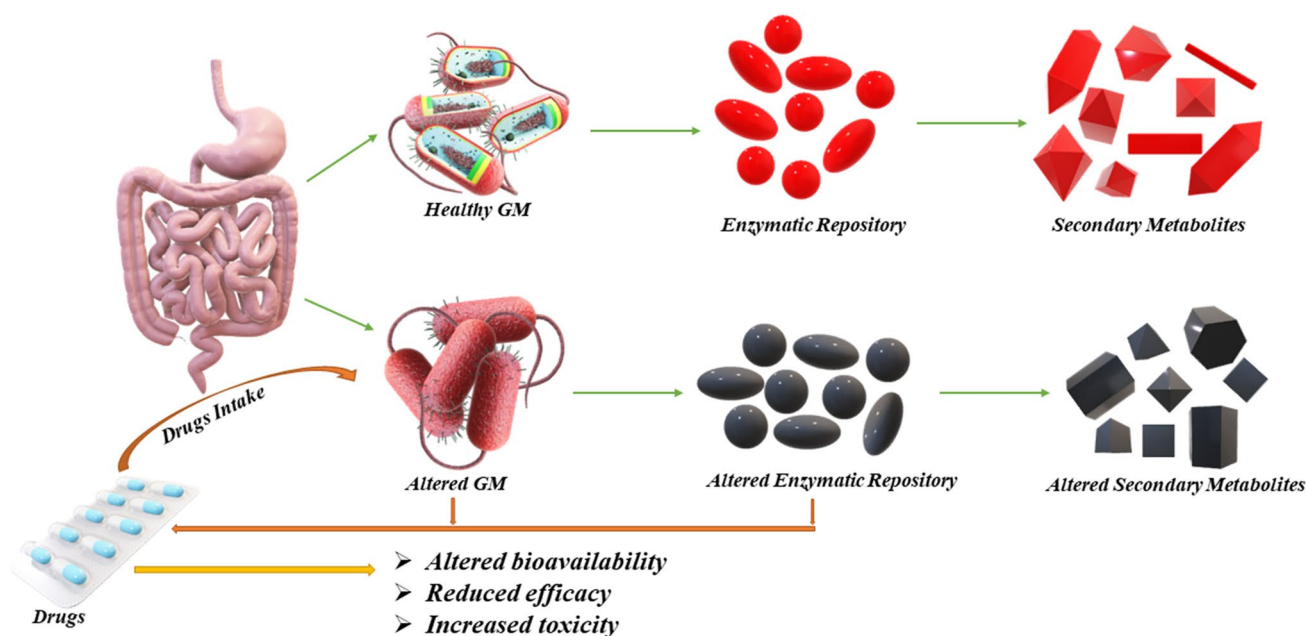 Healthy GM
Enzymatic Repository
Secondary Metabolites
Drugs Intake
Altered GM
Altered Enzymatic Repository
Altered Secondary Metabolites
Drugs
➢ Altered bioavailability
➢ Reduced efficacy
➢ Increased toxicity